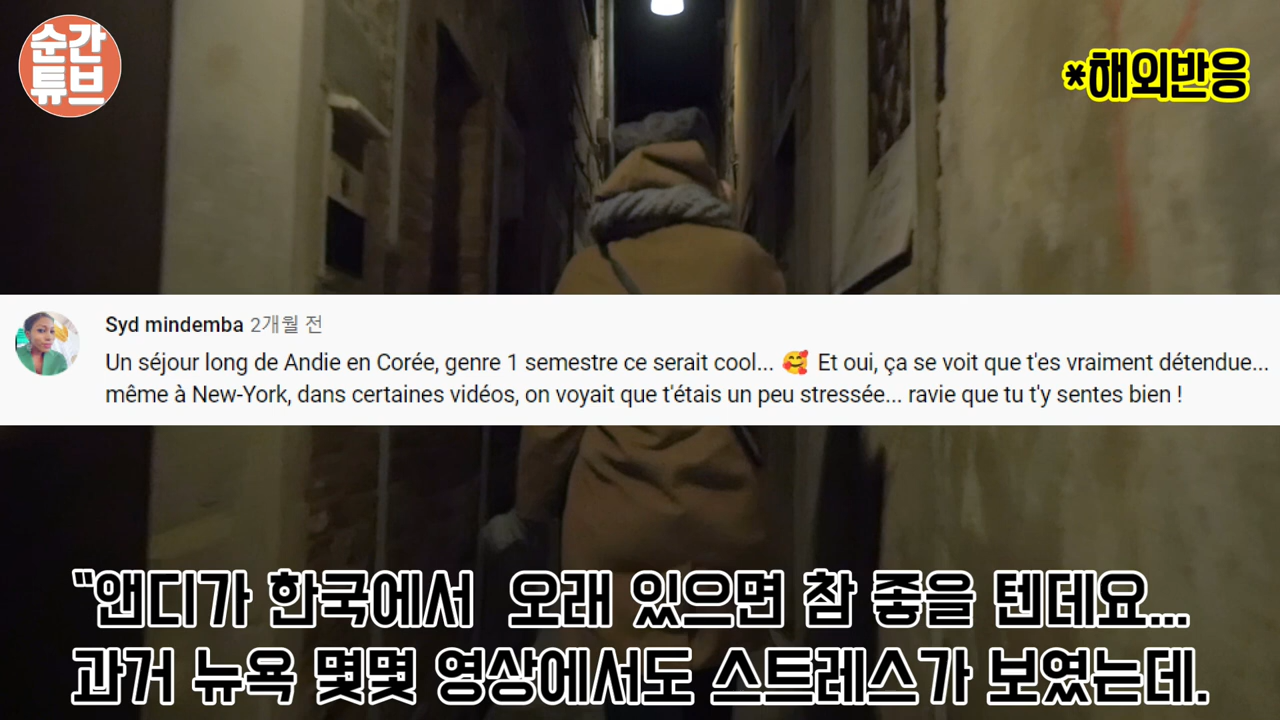 순간
튜브
*해외반응
Syd mindemba 2개월 전
Un séjour long de Andie en Corée, genre 1 semestre ce serait cool... 🥰 Et oui, ça se voit que t'es vraiment détendue...
même à New-York, dans certaines vidéos, on voyait que t'étais un peu stressée... ravie que tu t'y sentes bien !
“앤디가 한국에서 오래 있으면 참 좋을 텐데요...
과거 뉴욕 몇몇 영상에서도 스트레스가 보였는데.